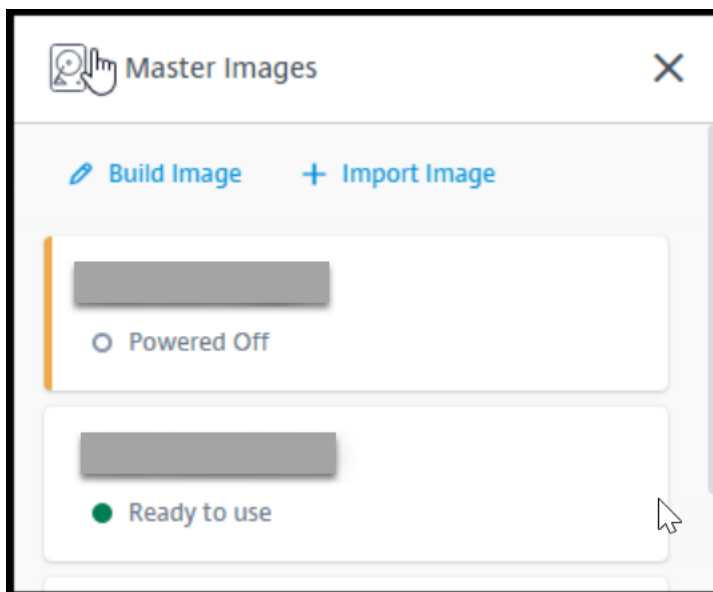 Master Images
Build Image
Import Image
Powered Off
Ready to use